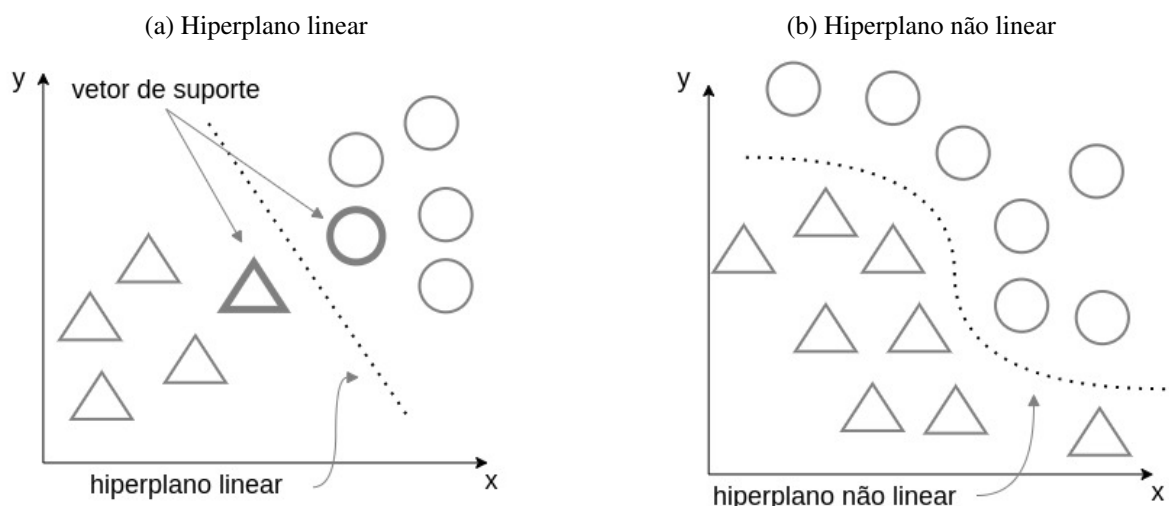 (a) Hiperplano linear
y
vetor de suporte
hiperplano linear
x
(b) Hiperplano não linear
y
hiperplano não linear
x